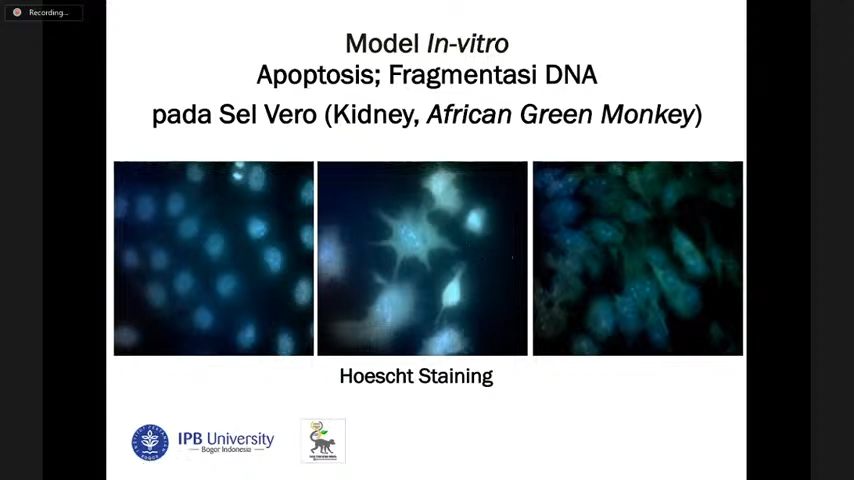 Recording...
Model In-vitro
Apoptosis; Fragmentasi DNA
pada Sel Vero (Kidney, African Green Monkey)
Hoescht Staining
IPB University
Bogor Indonesia